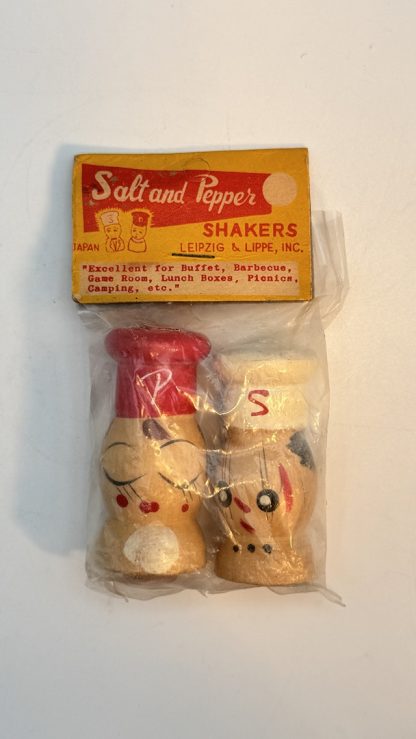 Salt and Pepper
SHAKERS
JAPAN
LEIPZIG & LIPPE, INC.
"Excellent for Buffet, Barbecue,
Game Room, Lunch Boxes, Picnics,
Camping, etc."
P
S